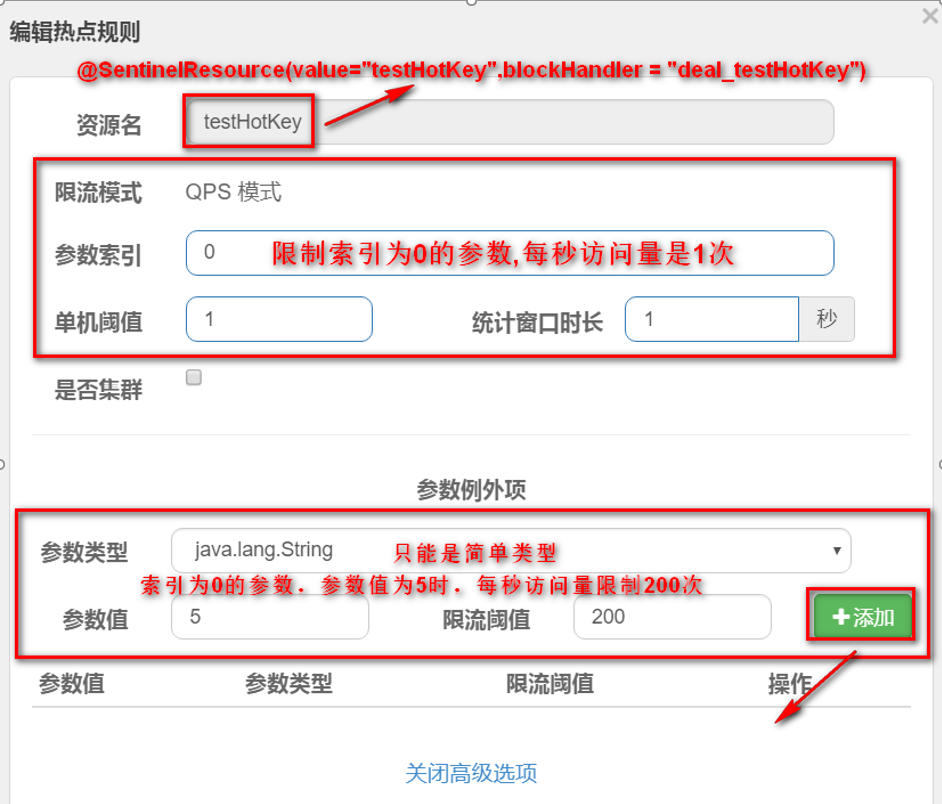 编辑热点规则
×
@SentinelResource(value="testHotKey",blockHandler = "deal_testHotKey")
资源名 testHotKey
限流模式 QPS 模式
参数索引 0 限制索引为0的参数,每秒访问量是1次
单机阈值 1 统计窗口时长 1 秒
是否集群
参数例外项
参数类型 java.lang.String 只能是简单类型
索引为0的参数．参数值为5时．每秒访问量限制200次
参数值 5 限流阈值 200 +添加
参数值 参数类型 限流阈值 操作
关闭高级选项